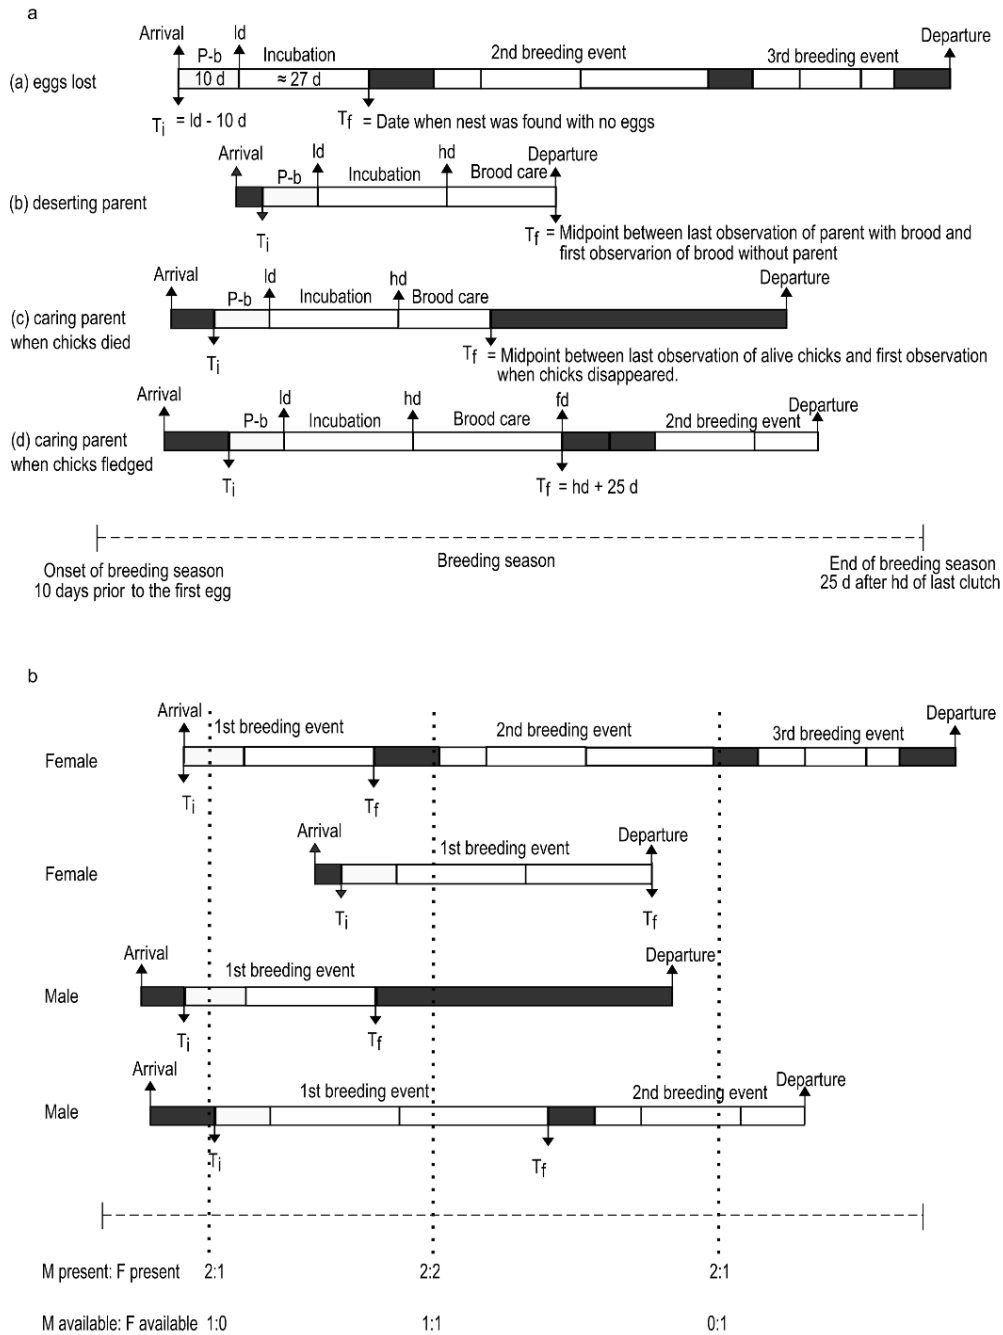 a
Arrival
ld
Departure
P-b
Incubation
2nd breeding event
3rd breeding event
(a) eggs lost
10 d
≈ 27 d
Ti = ld - 10 d
Tf = Date when nest was found with no eggs
Arrival
ld
hd
Departure
P-b
Incubation
Brood care
(b) deserting parent
Ti
Tf = Midpoint between last observation of parent with brood and
first observarion of brood without parent
Arrival
ld
hd
Departure
P-b
Incubation
Brood care
(c) caring parent
when chicks died
Ti
Tf = Midpoint between last observation of alive chicks and first observation
when chicks disappeared.
Arrival
ld
hd
fd
Departure
P-b
Incubation
Brood care
2nd breeding event
(d) caring parent
when chicks fledged
Ti
Tf = hd + 25 d
Breeding season
Onset of breeding season
10 days prior to the first egg
End of breeding season
25 d after hd of last clutch
b
Arrival
1st breeding event
2nd breeding event
3rd breeding event
Departure
Female
Ti
Tf
Arrival
1st breeding event
Departure
Female
Ti
Tf
Arrival
1st breeding event
Departure
Male
Ti
Tf
Arrival
1st breeding event
2nd breeding event
Departure
Male
Ti
Tf
M present: F present 2:1 2:2 2:1
M available: F available 1:0 1:1 0:1